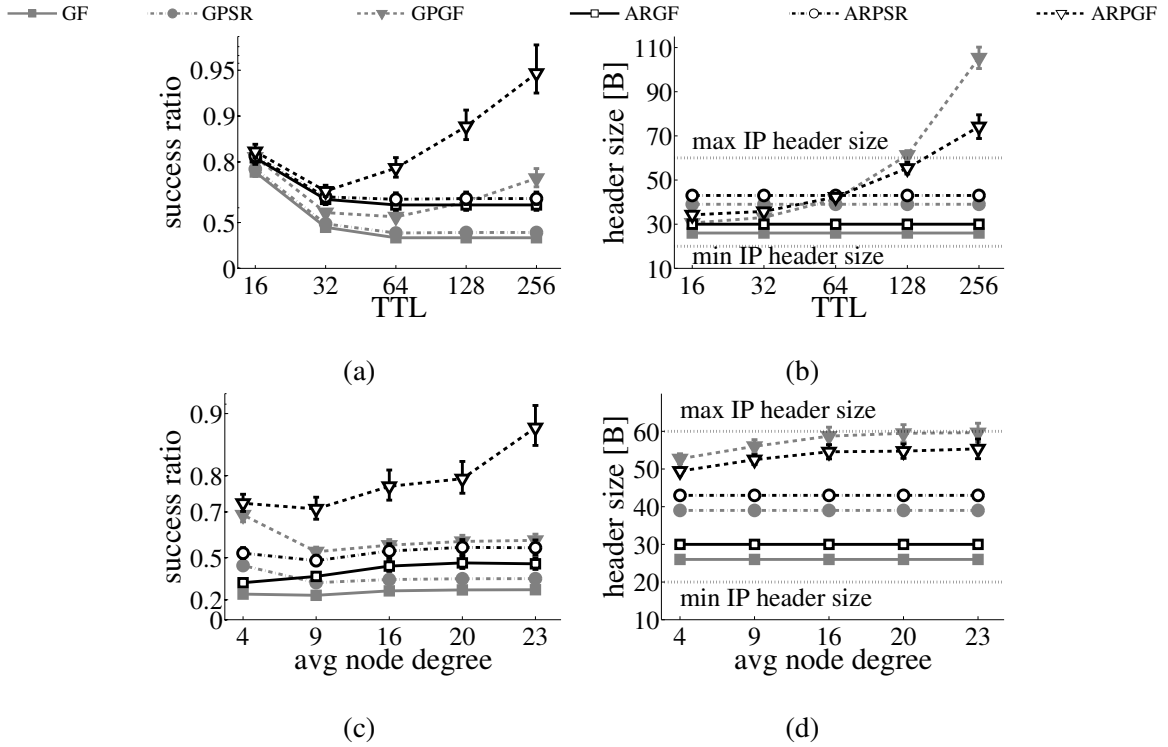 GF GPSR GPGF ARGF ARPSR ARPGF
success ratio
0.95
0.9
0.8
0.5
0
16 32 64 128 256
TTL
(a)
header size [B]
110
90
70
50
30
10
max IP header size
min IP header size
16 32 64 128 256
TTL
(b)
success ratio
0.9
0.8
0.7
0.5
0.2
0
4 9 16 20 23
avg node degree
(c)
header size [B]
60
50
40
30
20
10
max IP header size
min IP header size
4 9 16 20 23
avg node degree
(d)